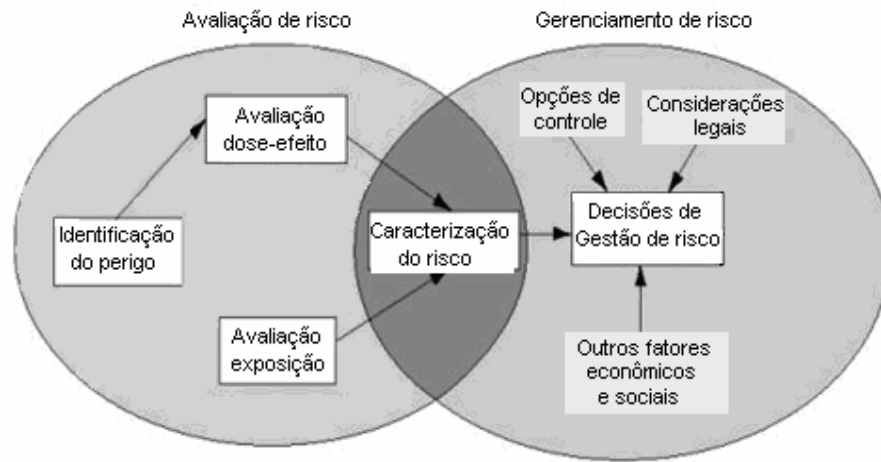 Avaliação de risco
Gerenciamento de risco
Avaliação
dose-efeito
Identificação
do perigo
Avaliação
exposição
Caracterização
do risco
Opções de
controle
Considerações
legais
Decisões de
Gestão de risco
Outros fatores
econômicos
e sociais